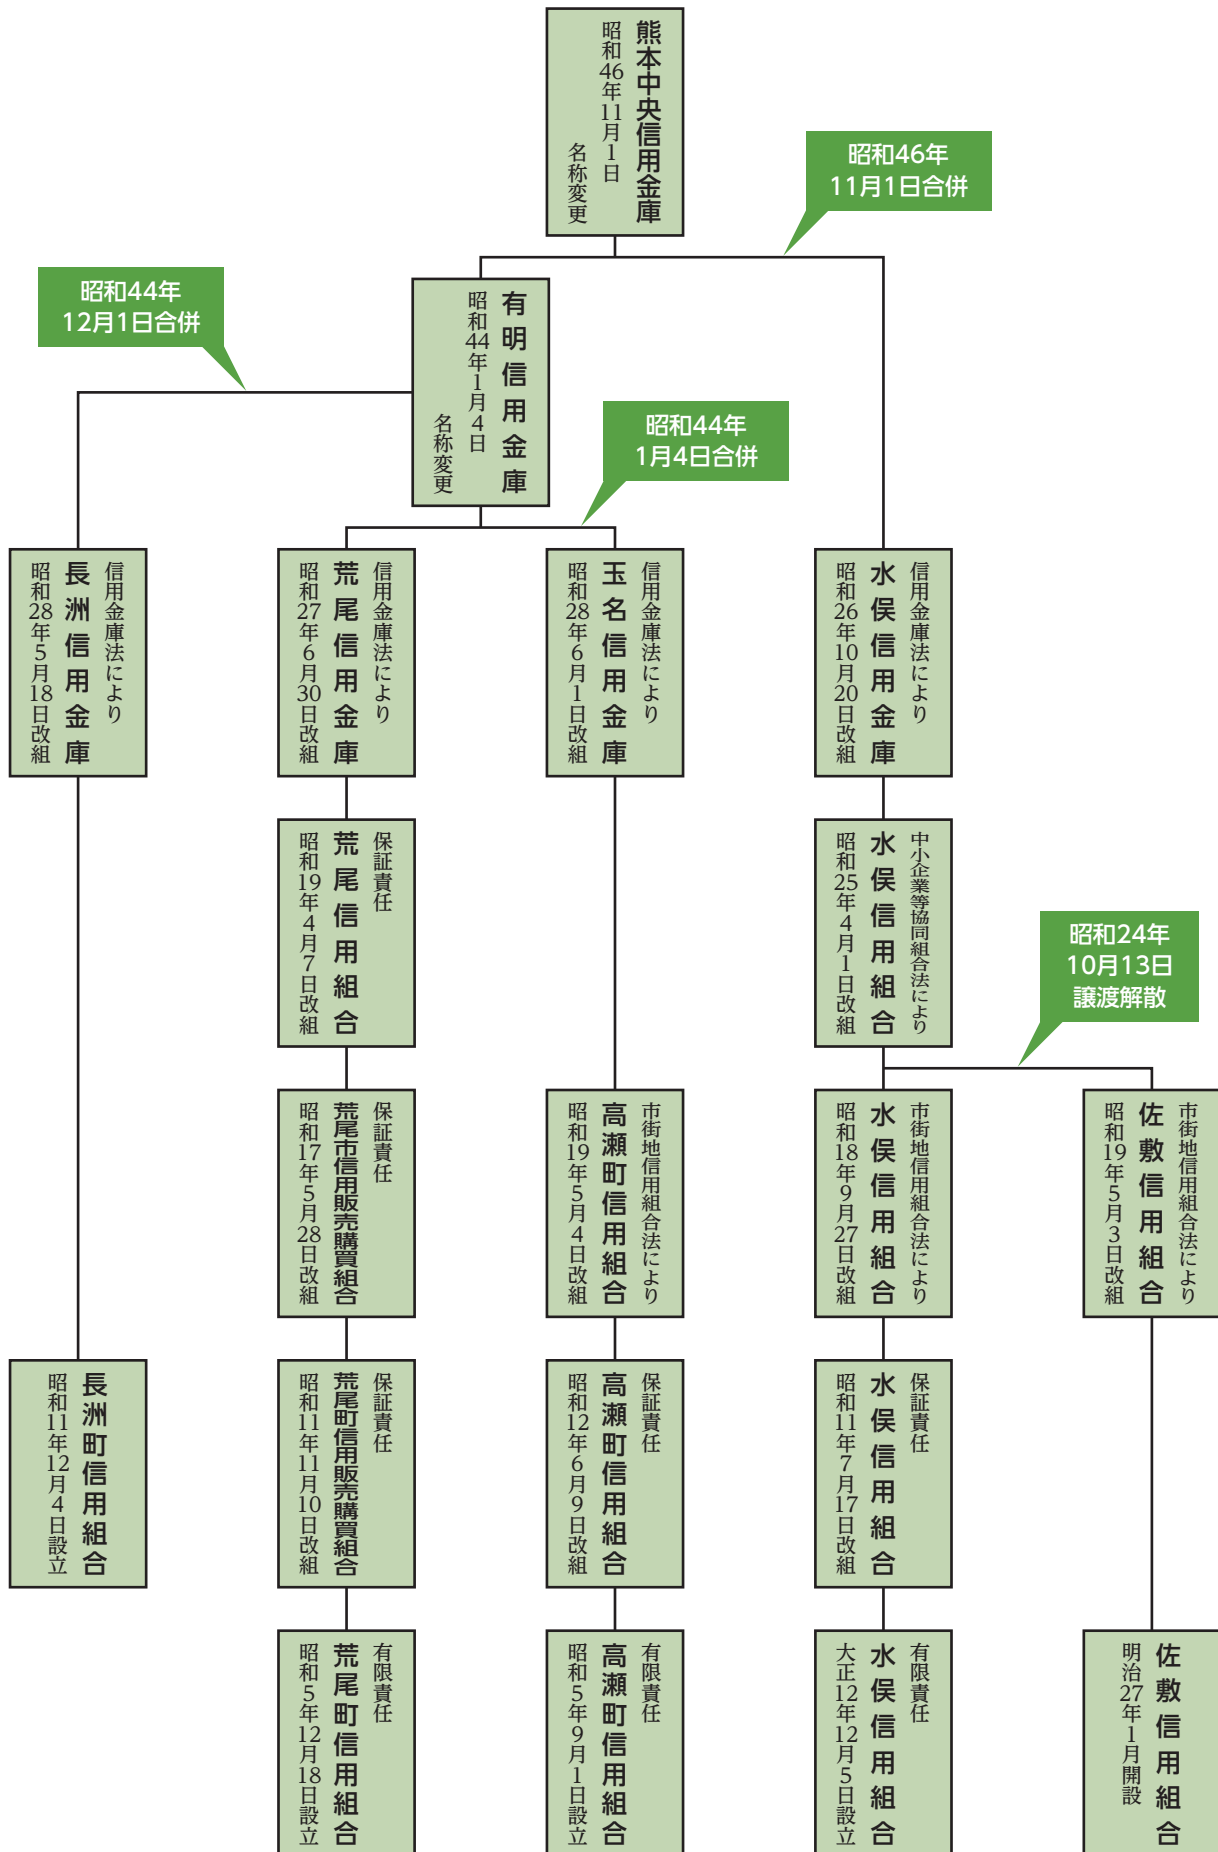 熊本中央信用金庫
昭和46年11月1日
名称変更
昭和46年
11月1日合併
昭和44年
12月1日合併
有明信用金庫
昭和44年1月4日
名称変更
昭和44年
1月4日合併
信用金庫法により
水俣信用金庫
昭和26年10月20日改組
信用金庫法により
玉名信用金庫
昭和28年6月1日改組
信用金庫法により
荒尾信用金庫
昭和27年6月30日改組
信用金庫法により
長洲信用金庫
昭和28年5月18日改組
中小企業等協同組合法により
水俣信用組合
昭和25年4月1日改組
保証責任
荒尾信用組合
昭和19年4月7日改組
昭和24年
10月13日
譲渡解散
市街地信用組合法により
佐敷信用組合
昭和19年5月3日改組
市街地信用組合法により
水俣信用組合
昭和18年9月27日改組
市街地信用組合法により
高瀬町信用組合
昭和19年5月4日改組
保証責任
荒尾市信用販売購買組合
昭和17年5月28日改組
保証責任
水俣信用組合
昭和11年7月17日改組
保証責任
高瀬町信用組合
昭和12年6月9日改組
保証責任
荒尾町信用販売購買組合
昭和11年11月10日改組
長洲町信用組合
昭和11年12月4日設立
佐敷信用組合
明治27年1月開設
有限責任
水俣信用組合
大正12年12月5日設立
有限責任
高瀬町信用組合
昭和5年9月1日設立
有限責任
荒尾町信用組合
昭和5年12月18日設立